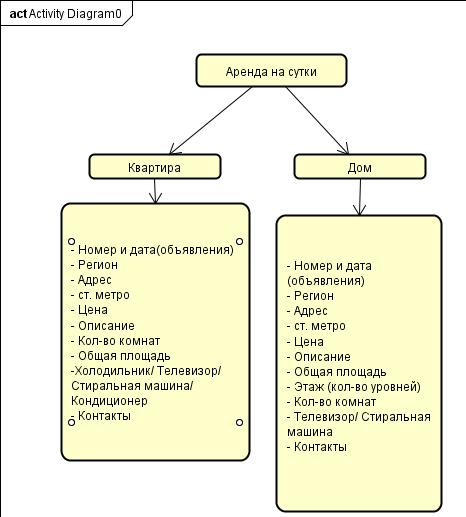 act Activity Diagram0
Аренда на сутки
Квартира
Дом
- Номер и дата(объявления)
- Регион
- Адрес
- ст. метро
- Цена
- Описание
- Кол-во комнат
- Общая площадь
-Холодильник/ Телевизор/
Стиральная машина/
Кондиционер
- Контакты
- Номер и дата
(объявления)
- Регион
- Адрес
- ст. метро
- Цена
- Описание
- Общая площадь
- Этаж (кол-во уровней)
- Кол-во комнат
- Телевизор/ Стиральная
машина
- Контакты